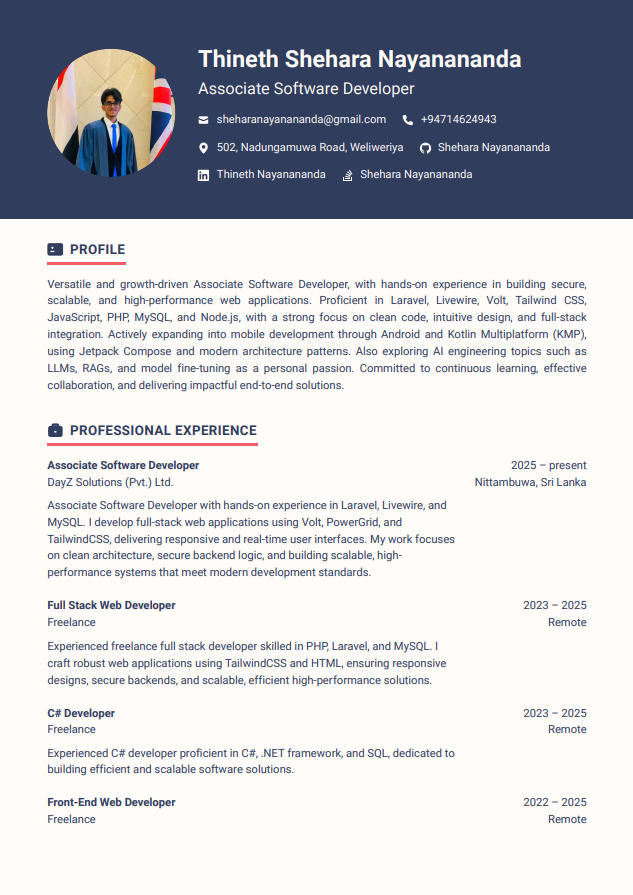 Thineth Shehara Nayanananda
Associate Software Developer
sheharanayanananda@gmail.com +94714624943
502, Nadungamuwa Road, Weliweriya Shehara Nayanananda
Thineth Nayanananda Shehara Nayanananda
PROFILE
Versatile and growth-driven Associate Software Developer, with hands-on experience in building secure,
scalable, and high-performance web applications. Proficient in Laravel, Livewire, Volt, Tailwind CSS,
JavaScript, PHP, MySQL, and Node.js, with a strong focus on clean code, intuitive design, and full-stack
integration. Actively expanding into mobile development through Android and Kotlin Multiplatform (KMP),
using Jetpack Compose and modern architecture patterns. Also exploring AI engineering topics such as
LLMs, RAGs, and model fine-tuning as a personal passion. Committed to continuous learning, effective
collaboration, and delivering impactful end-to-end solutions.
PROFESSIONAL EXPERIENCE
Associate Software Developer 2025 – present
DayZ Solutions (Pvt.) Ltd. Nittambuwa, Sri Lanka
Associate Software Developer with hands-on experience in Laravel, Livewire, and
MySQL. I develop full-stack web applications using Volt, PowerGrid, and
TailwindCSS, delivering responsive and real-time user interfaces. My work focuses
on clean architecture, secure backend logic, and building scalable, high-
performance systems that meet modern development standards.
Full Stack Web Developer 2023 – 2025
Freelance Remote
Experienced freelance full stack developer skilled in PHP, Laravel, and MySQL. I
craft robust web applications using TailwindCSS and HTML, ensuring responsive
designs, secure backends, and scalable, efficient high-performance solutions.
C# Developer 2023 – 2025
Freelance Remote
Experienced C# developer proficient in C#, .NET framework, and SQL, dedicated to
building efficient and scalable software solutions.
Front-End Web Developer 2022 – 2025
Freelance Remote